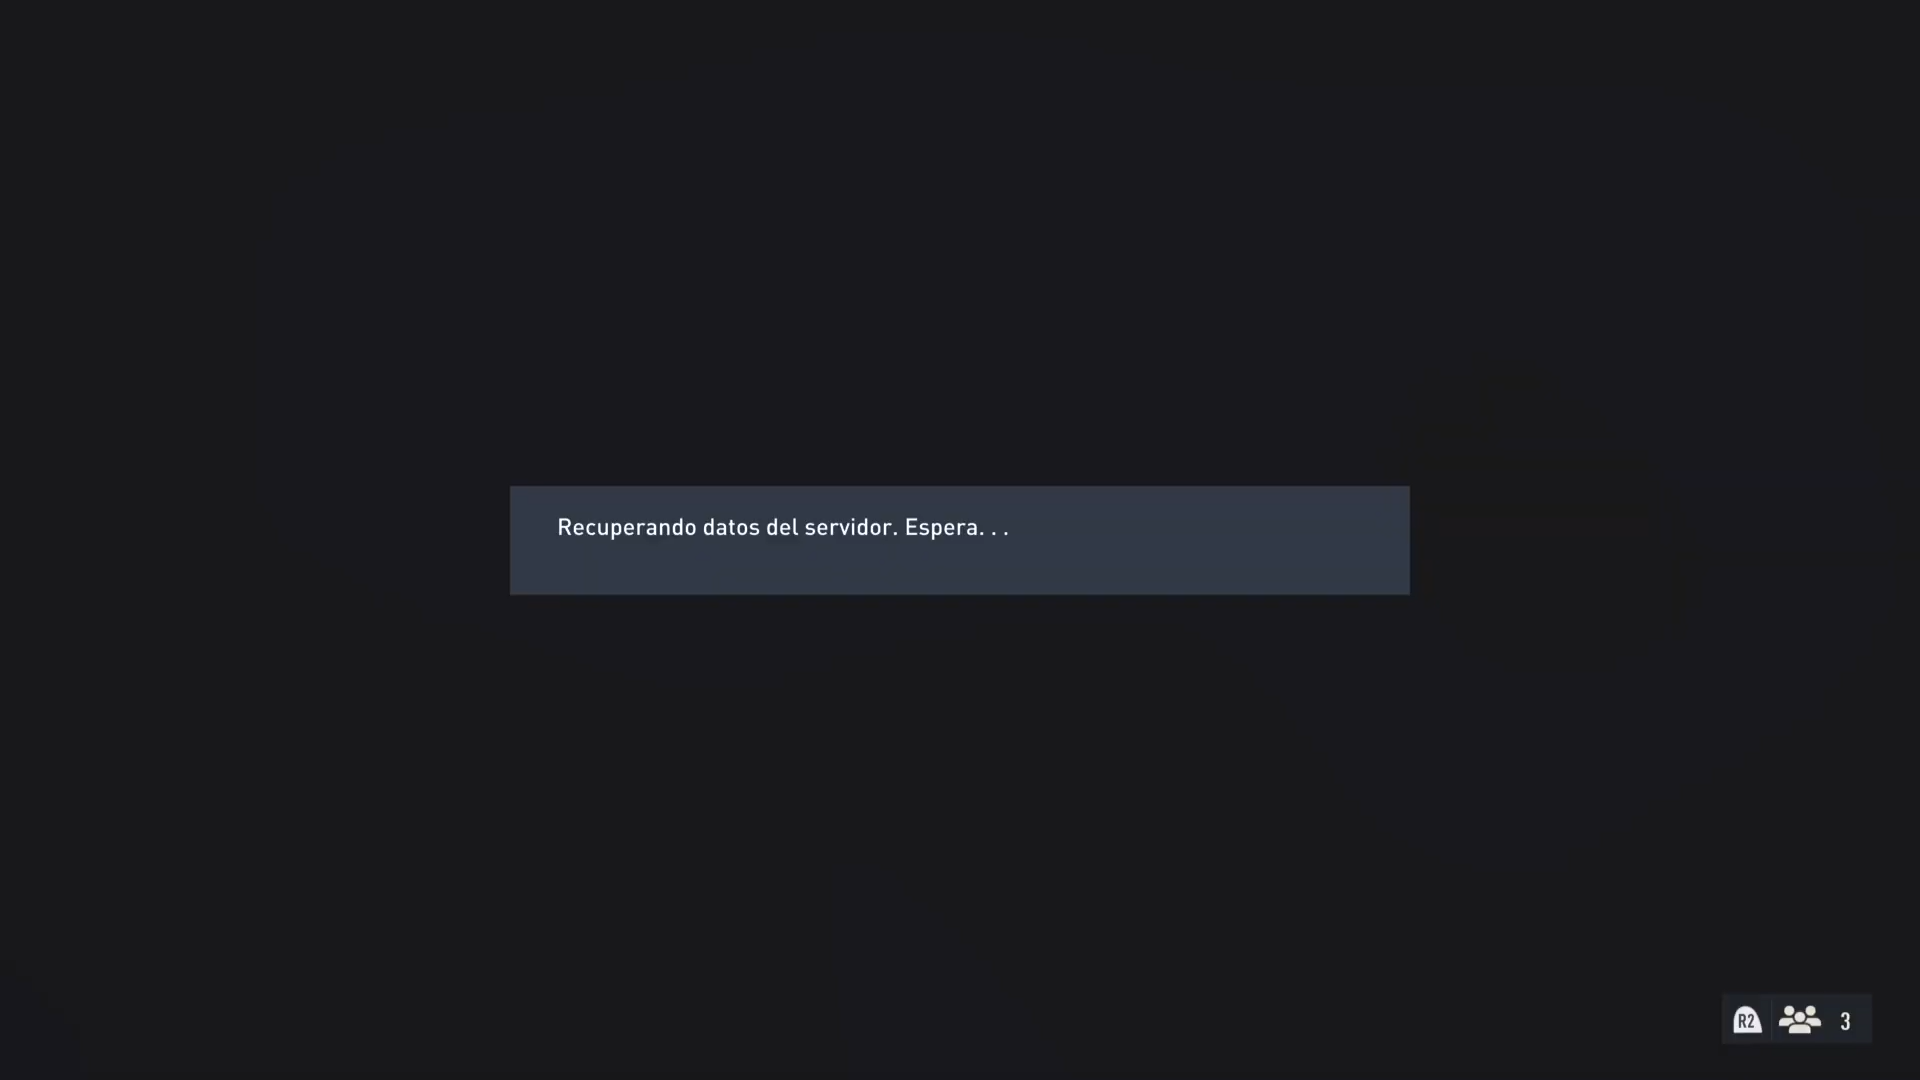 Recuperando datos del servidor. Espera. . .
R2 3